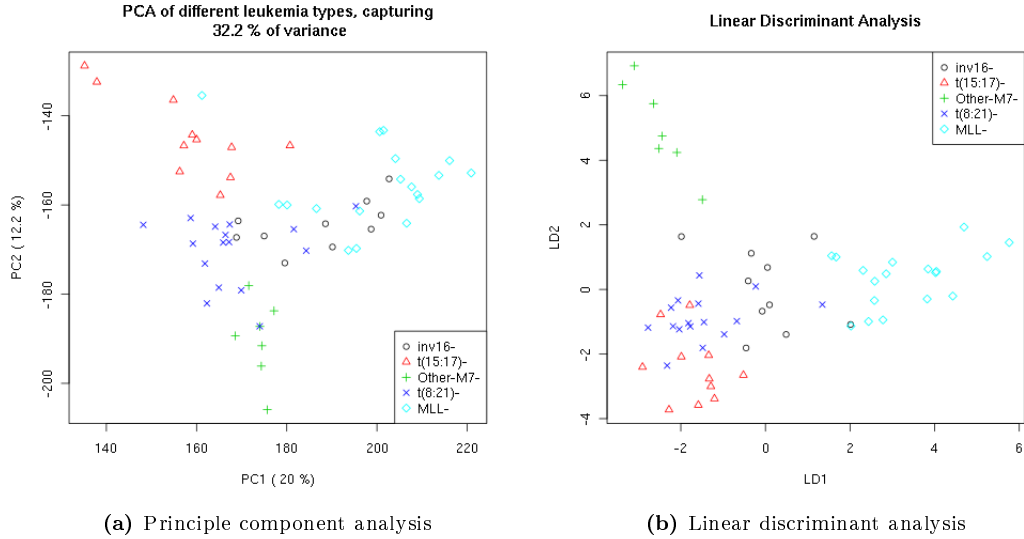 PCA of different leukemia types, capturing
32.2 % of variance
PC2 ( 12.2 %)
-140
-160
-180
-200
140
160
180
200
220
PC1 ( 20 %)
inv16-
t(15:17)-
Other-M7-
t(8:21)-
MLL-
(a) Principle component analysis
Linear Discriminant Analysis
LD2
6
4
2
0
-2
-4
-2
0
2
4
6
LD1
inv16-
t(15:17)-
Other-M7-
t(8:21)-
MLL-
(b) Linear discriminant analysis